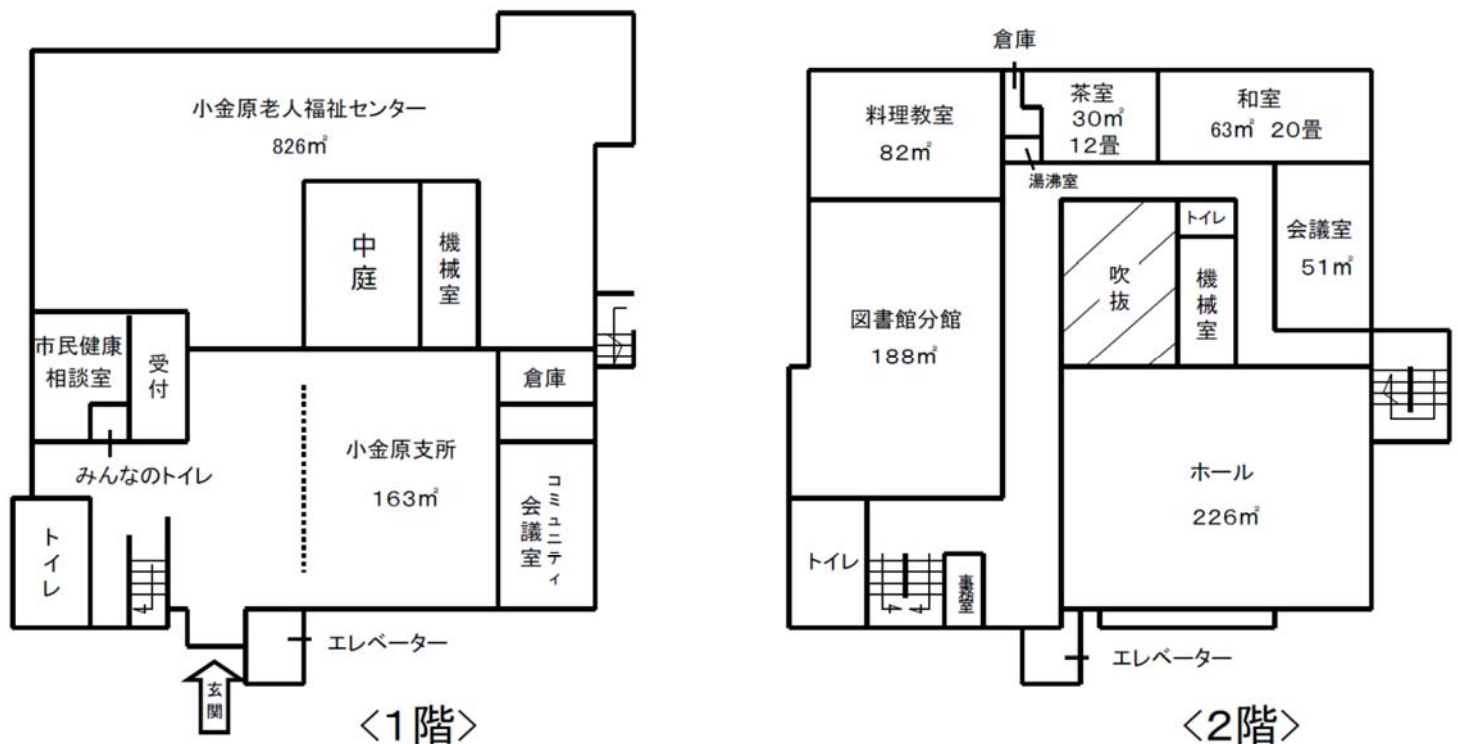 小金原老人福祉センター
826㎡
中庭
機械室
市民健康
相談室
受付
倉庫
小金原支所
163㎡
みんなのトイレ
コミュニティ
会議室
トイレ
エレベーター
玄関
<1階>
倉庫
料理教室
82㎡
茶室
30㎡
12畳
和室
63㎡ 20畳
湯沸室
トイレ
会議室
51㎡
吹抜
機械室
図書館分館
188㎡
ホール
226㎡
トイレ
事務室
エレベーター
<2階>